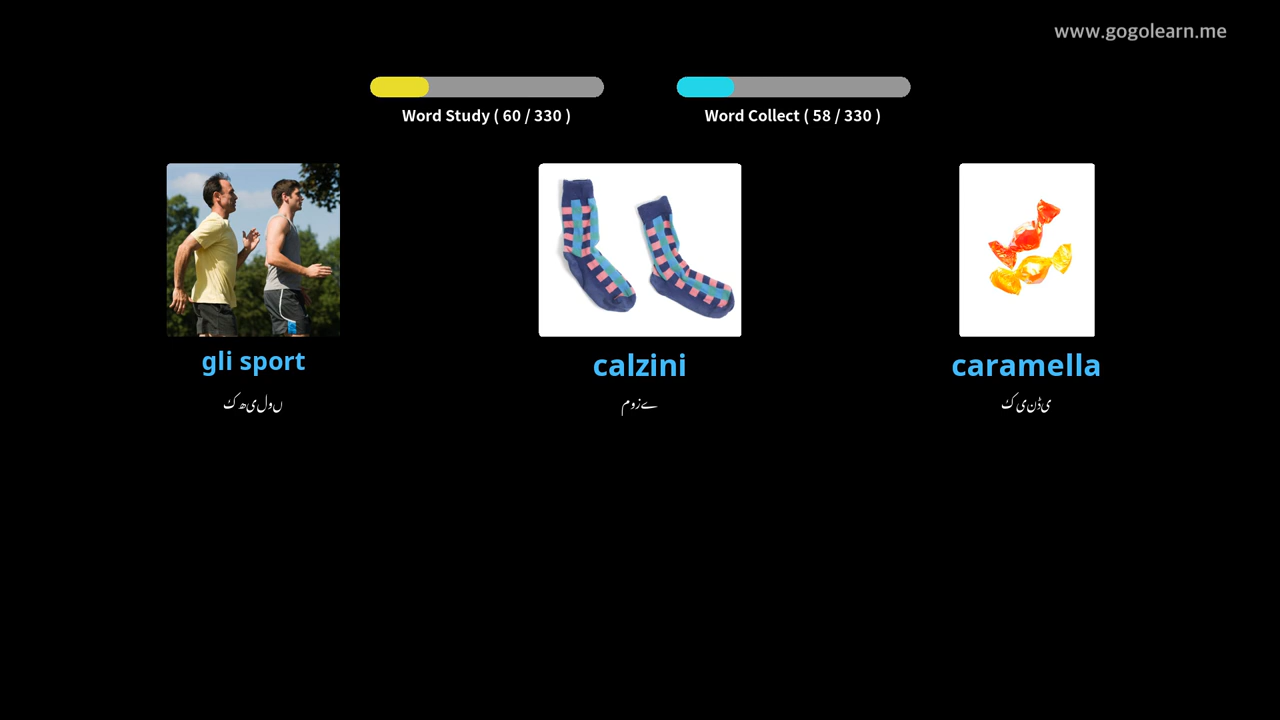 www.gogolearn.me
Word Study ( 60 / 330 )
Word Collect ( 58 / 330 )
gli sport
calzini
caramella
کھیلوں
موزے
کینڈی